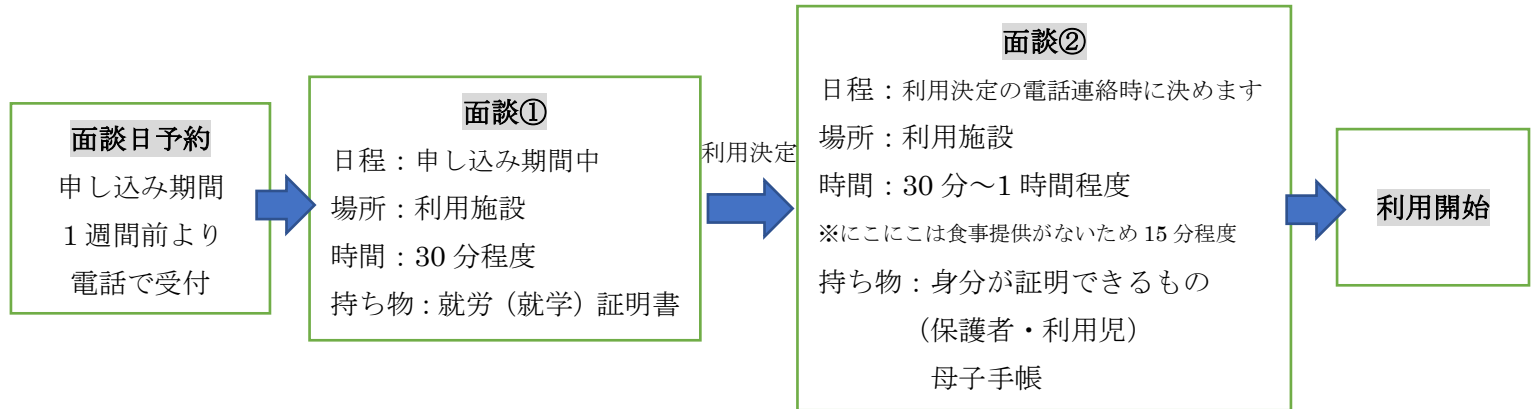 面談日予約
申し込み期間
1 週間前より
電話で受付
面談①
日程：申し込み期間中
場所：利用施設
時間：30 分程度
持ち物：就労（就学）証明書
利用決定
面談②
日程：利用決定の電話連絡時に決めます
場所：利用施設
時間：30 分～1 時間程度
※にこにこは食事提供がないため 15 分程度
持ち物：身分が証明できるもの
（保護者・利用児）
母子手帳
利用開始